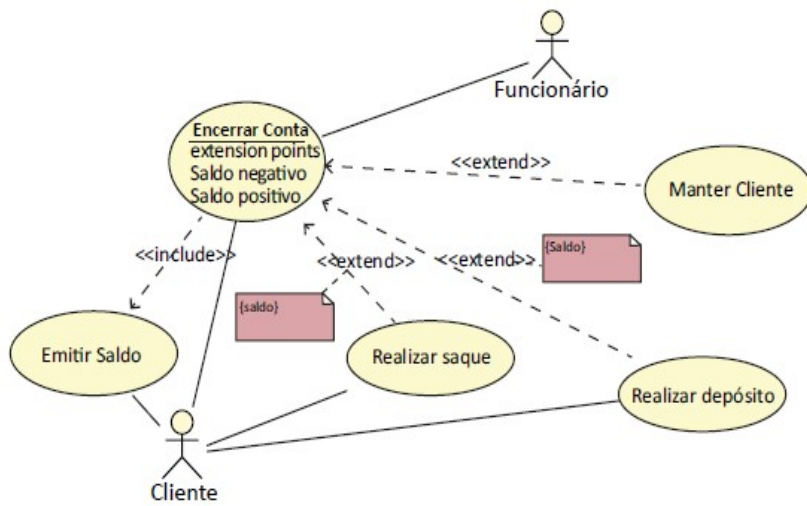 Funcionário
Encerrar Conta
extension points
Saldo negativo
Saldo positivo
<<extend>>
Manter Cliente
<<include>>
<<extend>>
<<extend>>
{Saldo}
{saldo}
Emitir Saldo
Realizar saque
Realizar depósito
Cliente